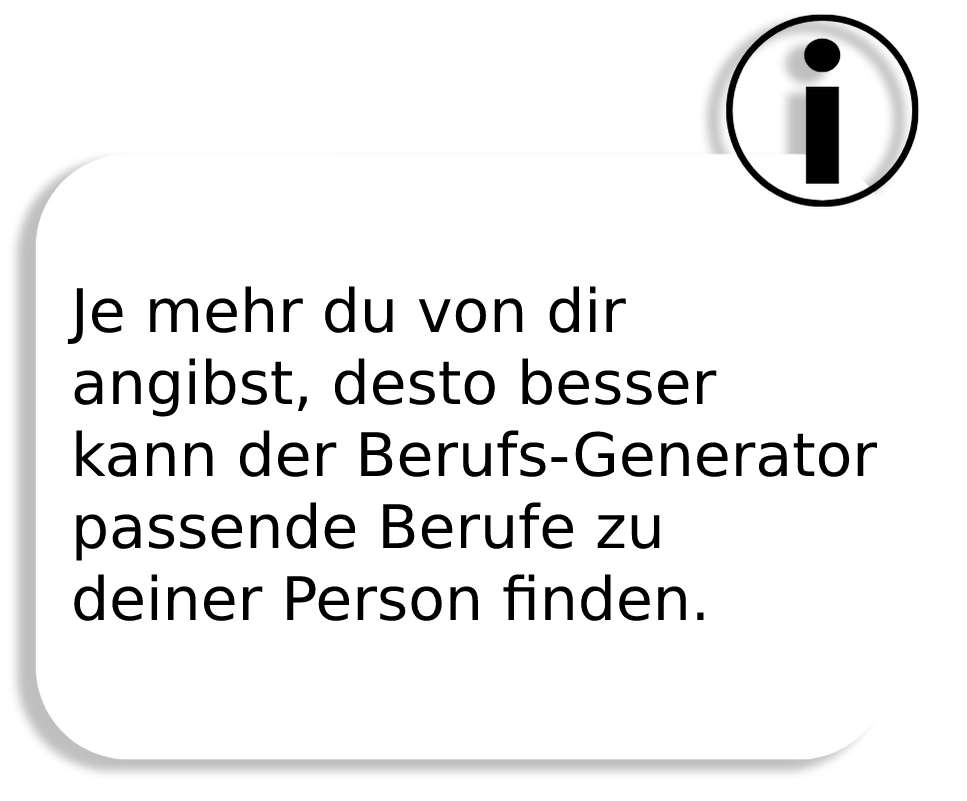 i
Je mehr du von dir
angibst, desto besser
kann der Berufs-Generator
passende Berufe zu
deiner Person finden.